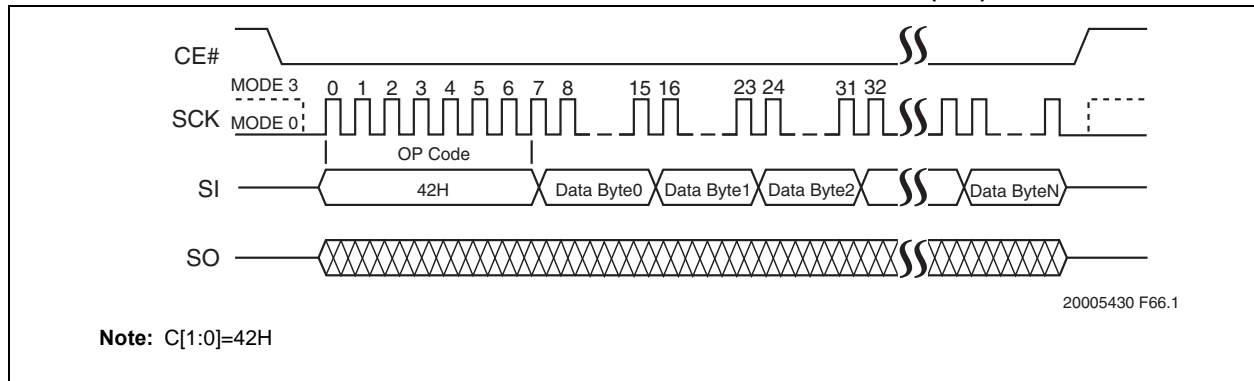 CE#
MODE 3
0 1 2 3 4 5 6 7 8 15 16 23 24 31 32
SCK
MODE 0
OP Code
SI
42H
Data Byte0
Data Byte1
Data Byte2
Data ByteN
SO
20005430 F66.1
Note: C[1:0]=42H